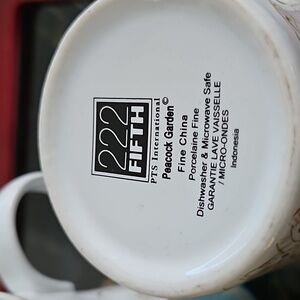 222
FIFTH
PTS International
Peacock Garden©
Fine China
Porcelaine Fine
Dishwasher & Microwave Safe
GARANTIE LAVE VAISSELLE
/ MICRO-ONDES
Indonesia